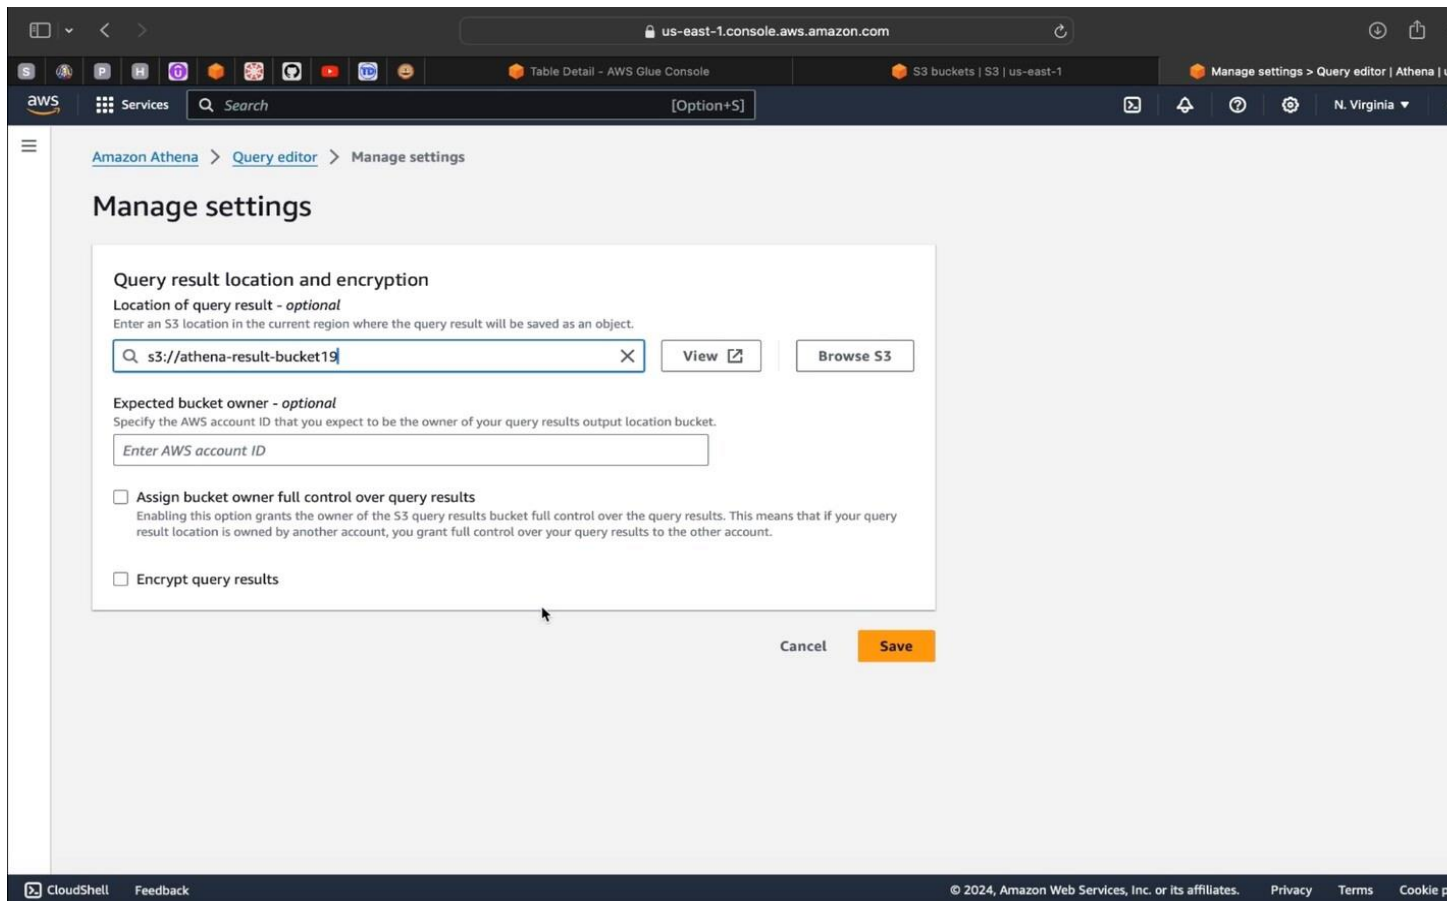 us-east-1.console.aws.amazon.com
S
P
H
TD
Table Detail - AWS Glue Console
S3 buckets | S3 | us-east-1
Manage settings > Query editor | Athena | u
aws
Services
Search
[Option+S]
N. Virginia
Amazon Athena > Query editor > Manage settings
Manage settings
Query result location and encryption
Location of query result - optional
Enter an S3 location in the current region where the query result will be saved as an object.
s3://athena-result-bucket19
View
Browse S3
Expected bucket owner - optional
Specify the AWS account ID that you expect to be the owner of your query results output location bucket.
Enter AWS account ID
Assign bucket owner full control over query results
Enabling this option grants the owner of the S3 query results bucket full control over the query results. This means that if your query
result location is owned by another account, you grant full control over your query results to the other account.
Encrypt query results
Cancel
Save
CloudShell
Feedback
© 2024, Amazon Web Services, Inc. or its affiliates.
Privacy
Terms
Cookie p